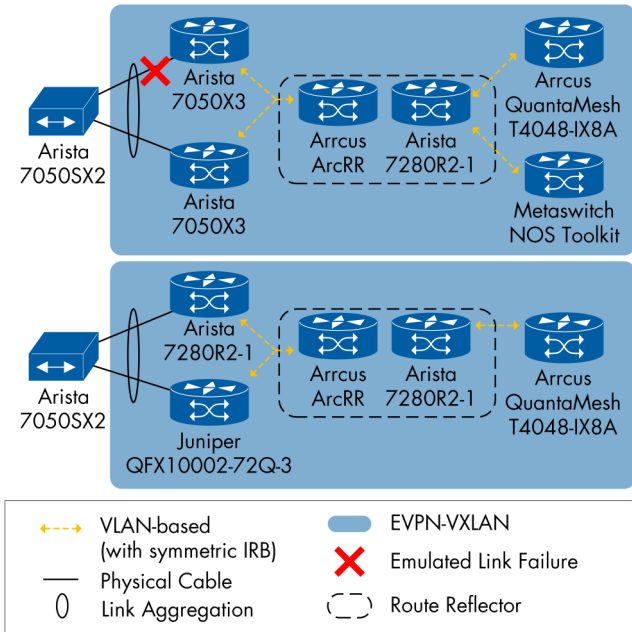 Arista
7050X3
Arrcus
QuantaMesh
T4048-IX8A
Arista
7050SX2
Arrcus
ArcRR
Arista
7280R2-1
Arista
7050X3
Metaswitch
NOS Toolkit
Arista
7280R2-1
Arista
7050SX2
Arrcus
ArcRR
Arista
7280R2-1
Arrcus
QuantaMesh
T4048-IX8A
Juniper
QFX10002-72Q-3
VLAN-based
(with symmetric IRB)
Physical Cable
Link Aggregation
EVPN-VXLAN
Emulated Link Failure
Route Reflector